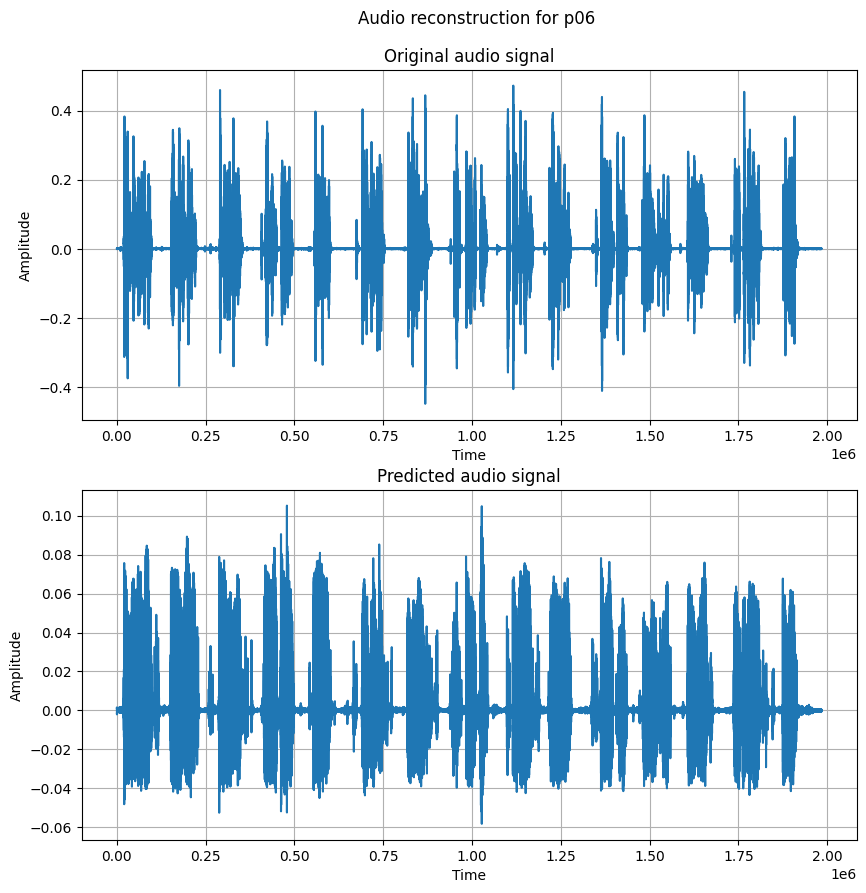 Audio reconstruction for p06
Original audio signal
Amplitude
0.4
0.2
0.0
−0.2
−0.4
0.00 0.25 0.50 0.75 1.00 1.25 1.50 1.75 2.00
Time
1e6
Predicted audio signal
Amplitude
0.10
0.08
0.06
0.04
0.02
0.00
−0.02
−0.04
−0.06
0.00 0.25 0.50 0.75 1.00 1.25 1.50 1.75 2.00
Time
1e6